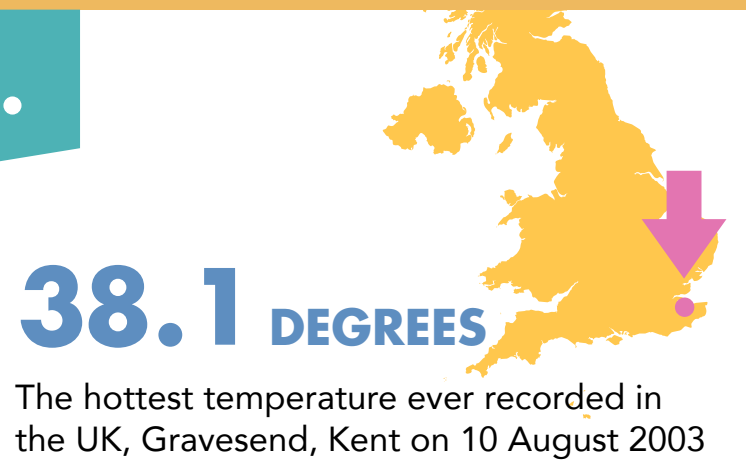 38.1 DEGREES
The hottest temperature ever recorded in
the UK, Gravesend, Kent on 10 August 2003